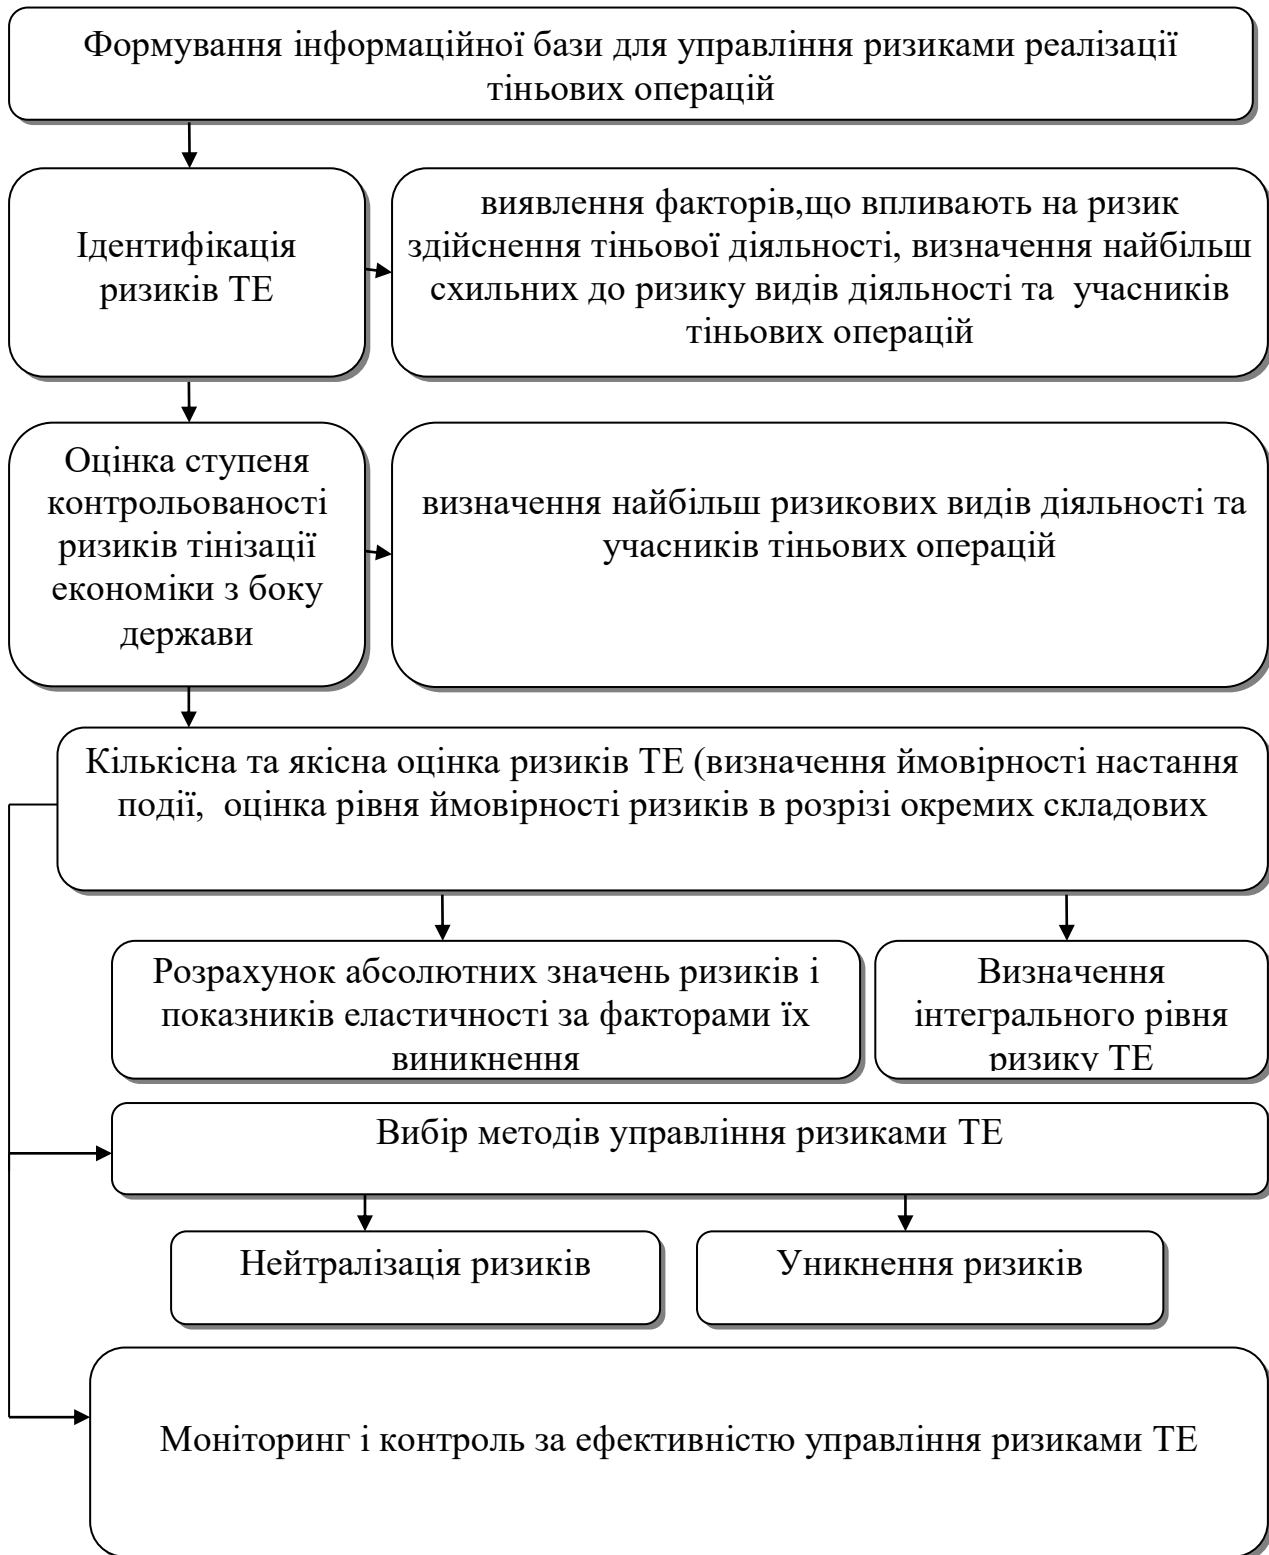 Формування інформаційної бази для управління ризиками реалізації
тіньових операцій
Ідентифікація
ризиків ТЕ
виявлення факторів,що впливають на ризик
здійснення тіньової діяльності, визначення найбільш
схильних до ризику видів діяльності та  учасників
тіньових операцій
Оцінка ступеня
контрольованості
ризиків тінізації
економіки з боку
держави
визначення найбільш ризикових видів діяльності та
учасників тіньових операцій
Кількісна та якісна оцінка ризиків ТЕ (визначення ймовірності настання
події,  оцінка рівня ймовірності ризиків в розрізі окремих складових
Розрахунок абсолютних значень ризиків і
показників еластичності за факторами їх
виникнення
Визначення
інтегрального рівня
ризику ТЕ
Вибір методів управління ризиками ТЕ
Нейтралізація ризиків
Уникнення ризиків
Моніторинг і контроль за ефективністю управління ризиками ТЕ